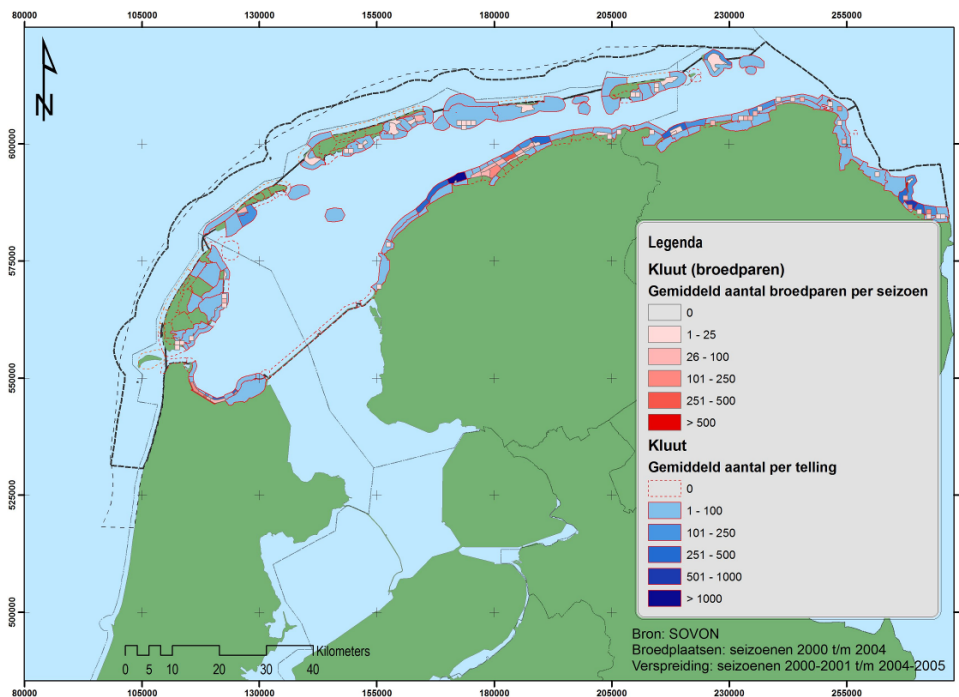 80000 105000 130000 155000 180000 205000 230000 255000
600000
575000
550000
525000
500000
N
Legenda
Kluut (broedparen)
Gemiddeld aantal broedparen per seizoen
0
1 - 25
26 - 100
101 - 250
251 - 500
> 500
Kluut
Gemiddeld aantal per telling
0
1 - 100
101 - 250
251 - 500
501 - 1000
> 1000
Bron: SOVON
Broedplaatsen: seizoenen 2000 t/m 2004
Verspreiding: seizoenen 2000-2001 t/m 2004-2005
Kilometers
0 5 10 20 30 40
80000 105000 130000 155000 180000 205000 230000 255000